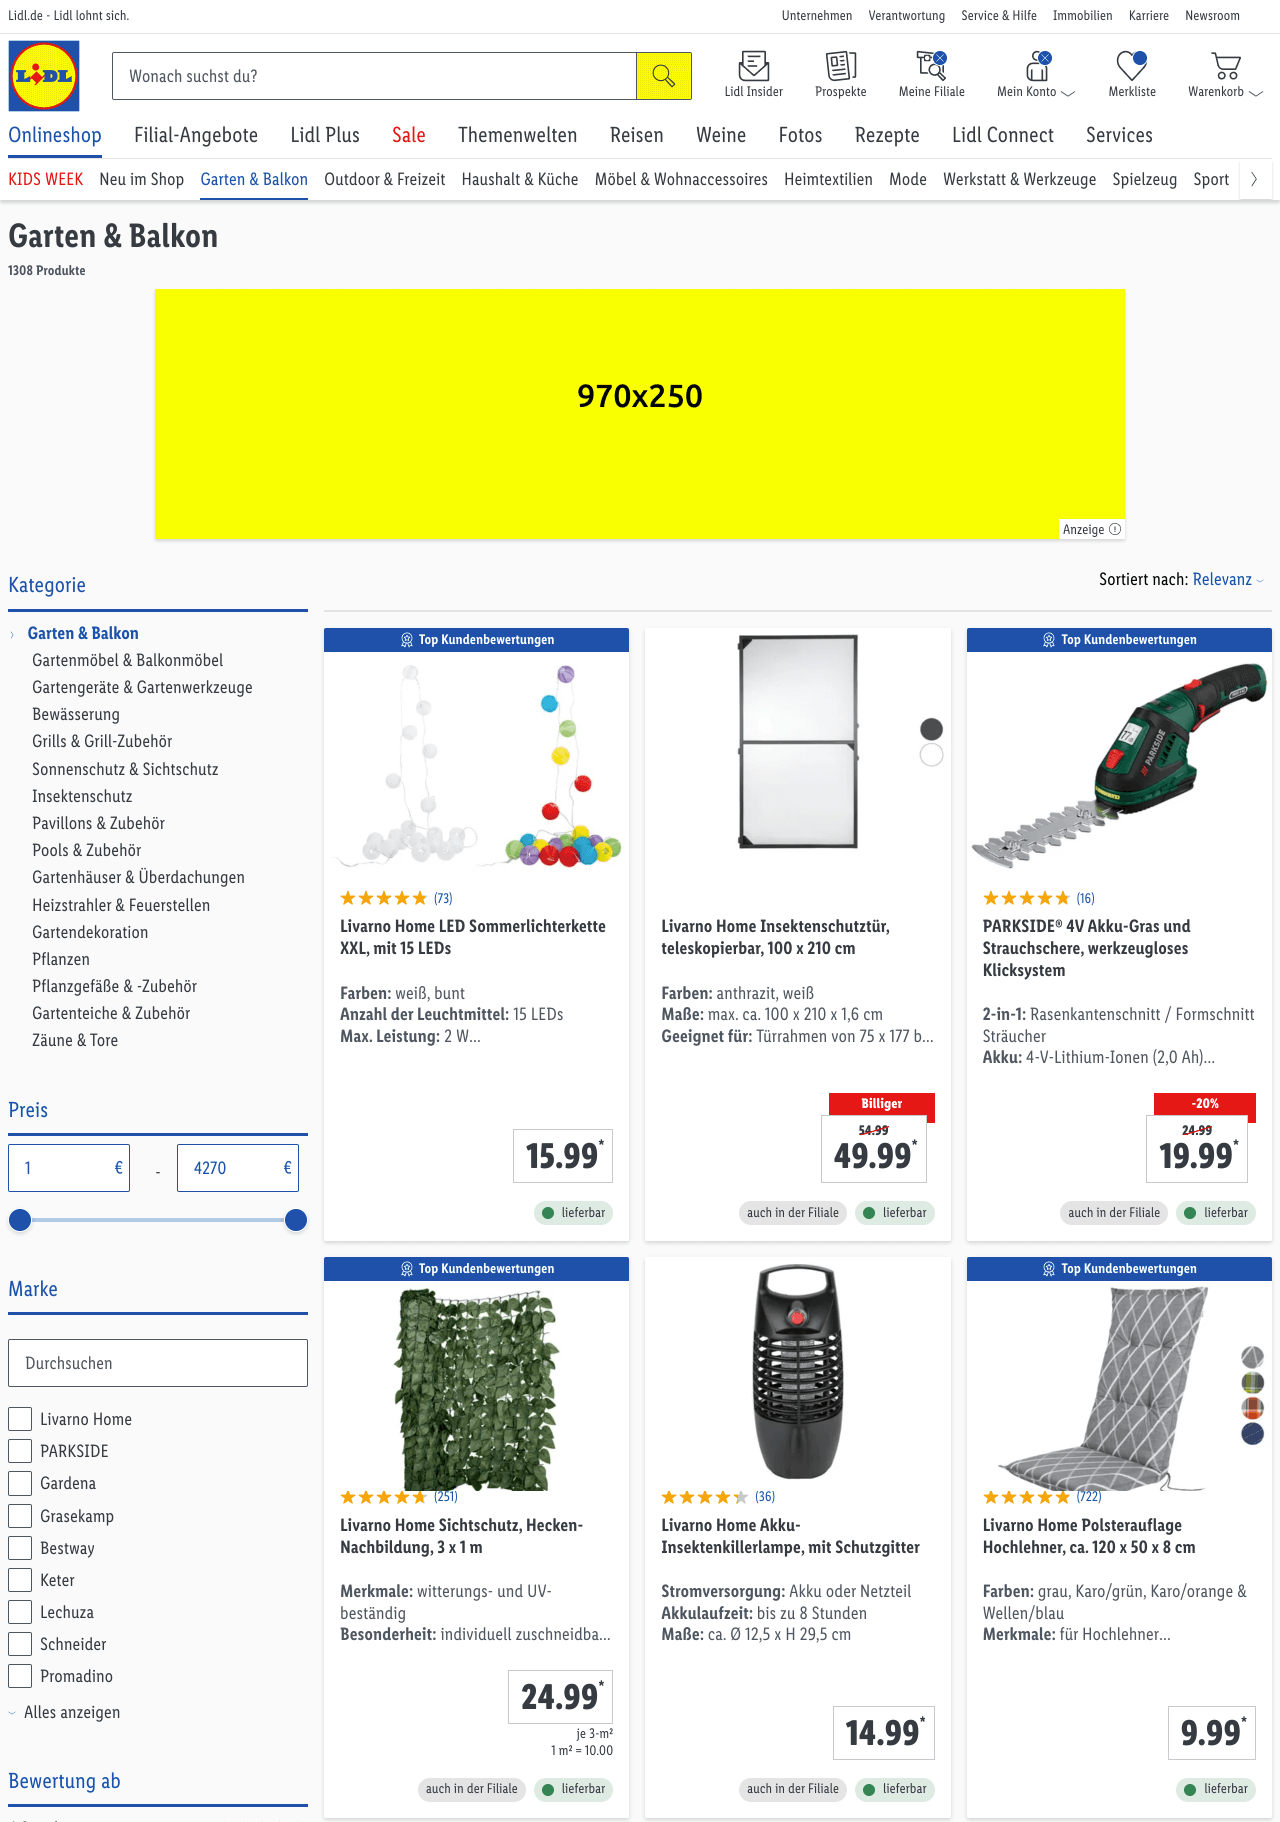 Lidl.de - Lidl lohnt sich.
Unternehmen Verantwortung Service & Hilfe Immobilien Karriere Newsroom
LIDL
Wonach suchst du?
Lidl Insider Prospekte Meine Filiale Mein Konto Merkliste Warenkorb
Onlineshop Filial-Angebote Lidl Plus Sale Themenwelten Reisen Weine Fotos Rezepte Lidl Connect Services
KIDS WEEK Neu im Shop Garten & Balkon Outdoor & Freizeit Haushalt & Küche Möbel & Wohnaccessoires Heimtextilien Mode Werkstatt & Werkzeuge Spielzeug Sport
Garten & Balkon
1308 Produkte
970x250
Anzeige
Sortiert nach: Relevanz
Kategorie
Garten & Balkon
Gartenmöbel & Balkonmöbel
Gartengeräte & Gartenwerkzeuge
Bewässerung
Grills & Grill-Zubehör
Sonnenschutz & Sichtschutz
Insektenschutz
Pavillons & Zubehör
Pools & Zubehör
Gartenhäuser & Überdachungen
Heizstrahler & Feuerstellen
Gartendekoration
Pflanzen
Pflanzgefäße & -Zubehör
Gartenteiche & Zubehör
Zäune & Tore
Preis
1 € - 4270 €
Marke
Durchsuchen
Livarno Home
PARKSIDE
Gardena
Grasekamp
Bestway
Keter
Lechuza
Schneider
Promadino
Alles anzeigen
Bewertung ab
Top Kundenbewertungen
(73)
Livarno Home LED Sommerlichterkette
XXL, mit 15 LEDs
Farben: weiß, bunt
Anzahl der Leuchtmittel: 15 LEDs
Max. Leistung: 2 W...
15.99*
lieferbar
Livarno Home Insektenschutztür,
teleskopierbar, 100 x 210 cm
Farben: anthrazit, weiß
Maße: max. ca. 100 x 210 x 1,6 cm
Geeignet für: Türrahmen von 75 x 177 b...
Billiger
54.99
49.99*
auch in der Filiale lieferbar
Top Kundenbewertungen
PARKSIDE
(16)
PARKSIDE® 4V Akku-Gras und
Strauchschere, werkzeugloses
Klicksystem
2-in-1: Rasenkantenschnitt / Formschnitt
Sträucher
Akku: 4-V-Lithium-Ionen (2,0 Ah)...
-20%
24.99
19.99*
auch in der Filiale lieferbar
Top Kundenbewertungen
(251)
Livarno Home Sichtschutz, Hecken-
Nachbildung, 3 x 1 m
Merkmale: witterungs- und UV-
beständig
Besonderheit: individuell zuschneidba...
24.99*
je 3-m²
1 m² = 10.00
auch in der Filiale lieferbar
(36)
Livarno Home Akku-
Insektenkillerlampe, mit Schutzgitter
Stromversorgung: Akku oder Netzteil
Akkulaufzeit: bis zu 8 Stunden
Maße: ca. Ø 12,5 x H 29,5 cm
14.99*
auch in der Filiale lieferbar
Top Kundenbewertungen
(722)
Livarno Home Polsterauflage
Hochlehner, ca. 120 x 50 x 8 cm
Farben: grau, Karo/grün, Karo/orange &
Wellen/blau
Merkmale: für Hochlehner...
9.99*
lieferbar